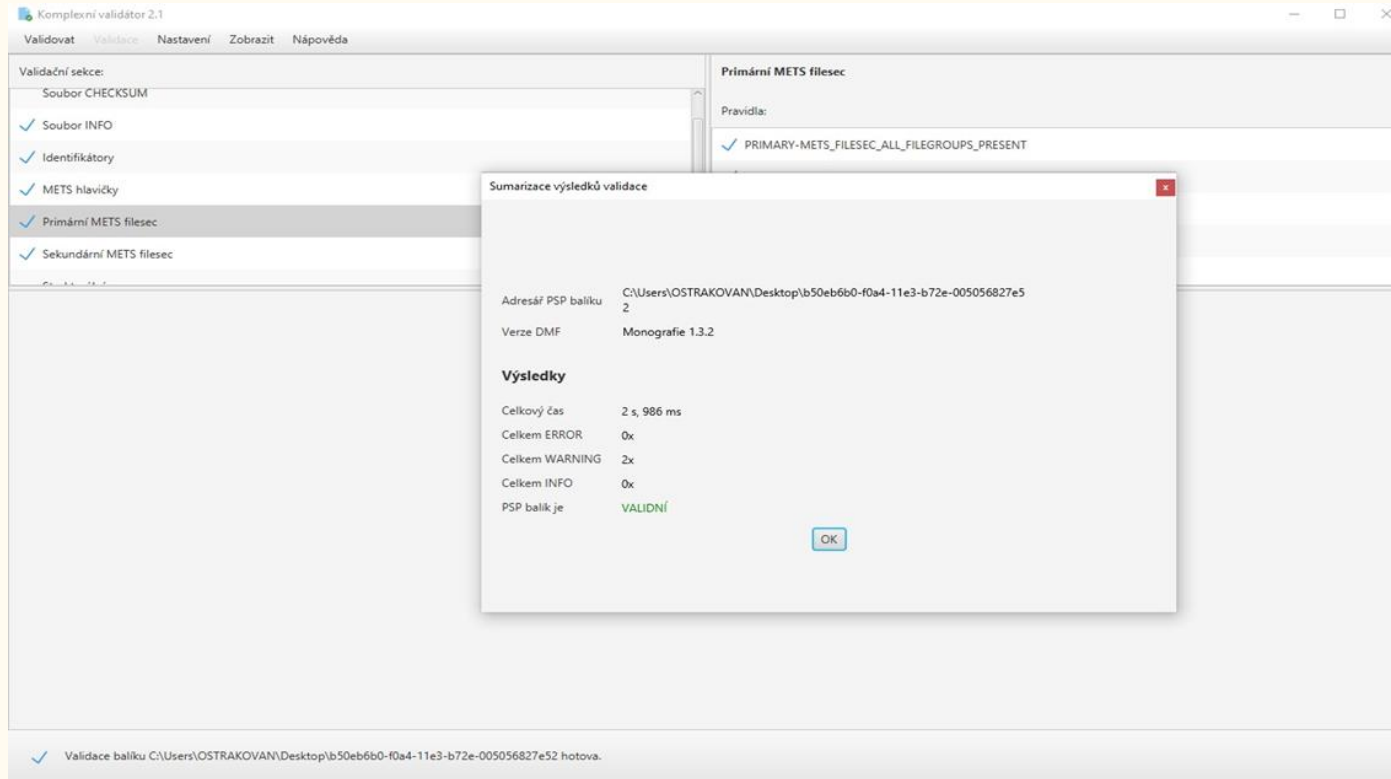 Komplexní validátor 2.1
Validovat Validace Nastavení Zobrazit Nápověda
Validační sekce:
Soubor CHECKSUM
Soubor INFO
Identifikátory
METS hlavičky
Primární METS filesec
Sekundární METS filesec
Primární METS filesec
Pravidla:
PRIMARY-METS_FILESEC_ALL_FILEGROUPS_PRESENT
Sumarizace výsledků validace
x
Adresář PSP balíku C:\Users\OSTRAKOVAN\Desktop\b50eb6b0-f0a4-11e3-b72e-005056827e5
2
Verze DMF Monografie 1.3.2
Výsledky
Celkový čas 2 s, 986 ms
Celkem ERROR 0x
Celkem WARNING 2x
Celkem INFO 0x
PSP balík je VALIDNÍ
OK
Validace balíku C:\Users\OSTRAKOVAN\Desktop\b50eb6b0-f0a4-11e3-b72e-005056827e52 hotova.